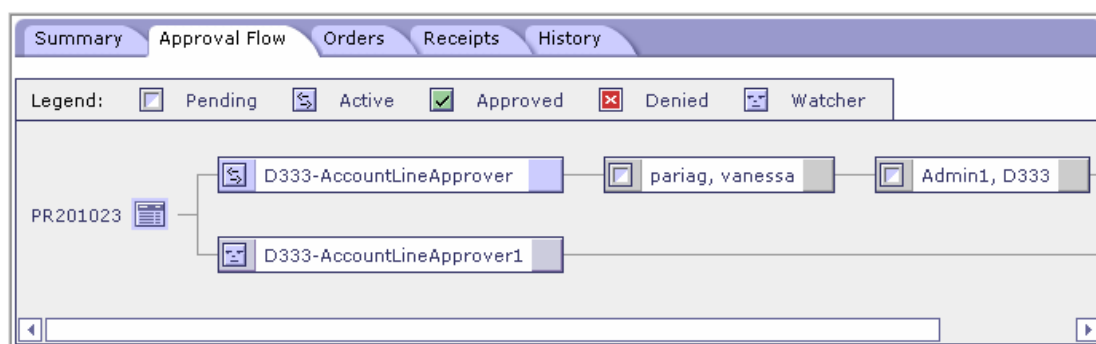 Summary Approval Flow Orders Receipts History
Legend: Pending Active Approved Denied Watcher
D333-AccountLineApprover pariag, vanessa Admin1, D333
PR201023
D333-AccountLineApprover1